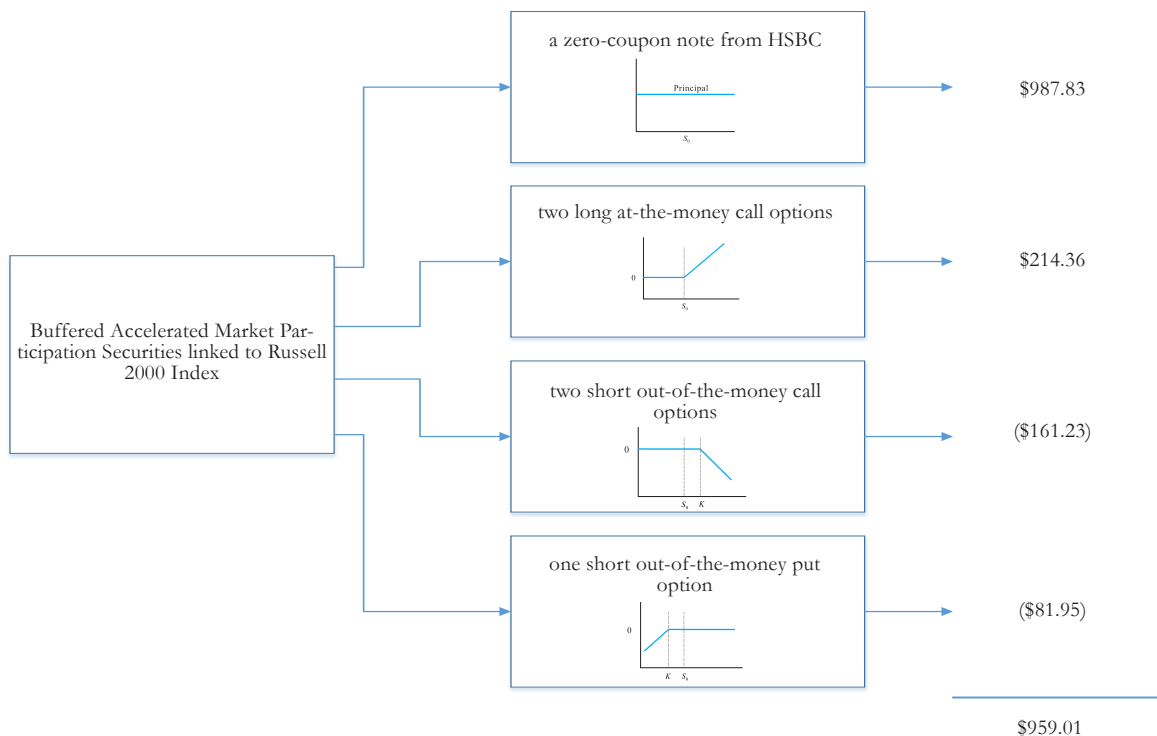 a zero-coupon note from HSBC
Principal
S₀
$987.83
two long at-the-money call options
0
S₀
$214.36
Buffered Accelerated Market Par-
ticipation Securities linked to Russell
2000 Index
two short out-of-the-money call
options
0
S₀ K
($161.23)
one short out-of-the-money put
option
0
K S₀
($81.95)
$959.01